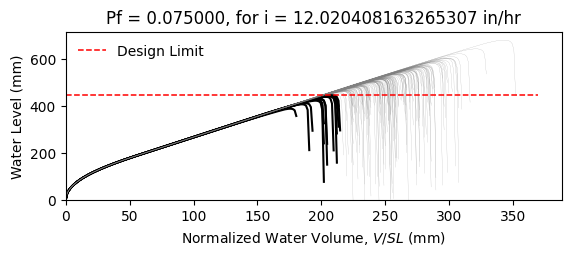 Pf = 0.075000, for i = 12.020408163265307 in/hr
Design Limit
Water Level (mm)
600
400
200
0
0 50 100 150 200 250 300 350
Normalized Water Volume, V/SL (mm)